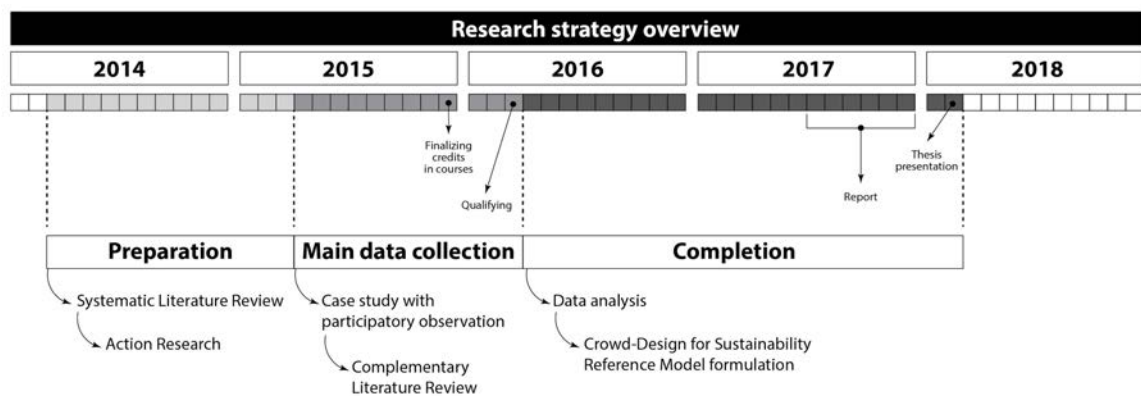 Research strategy overview
2014
2015
2016
2017
2018
Finalizing
credits
in courses
Qualifying
Report
Thesis
presentation
Preparation
Main data collection
Completion
Systematic Literature Review
Action Research
Case study with
participatory observation
Complementary
Literature Review
Data analysis
Crowd-Design for Sustainability
Reference Model formulation